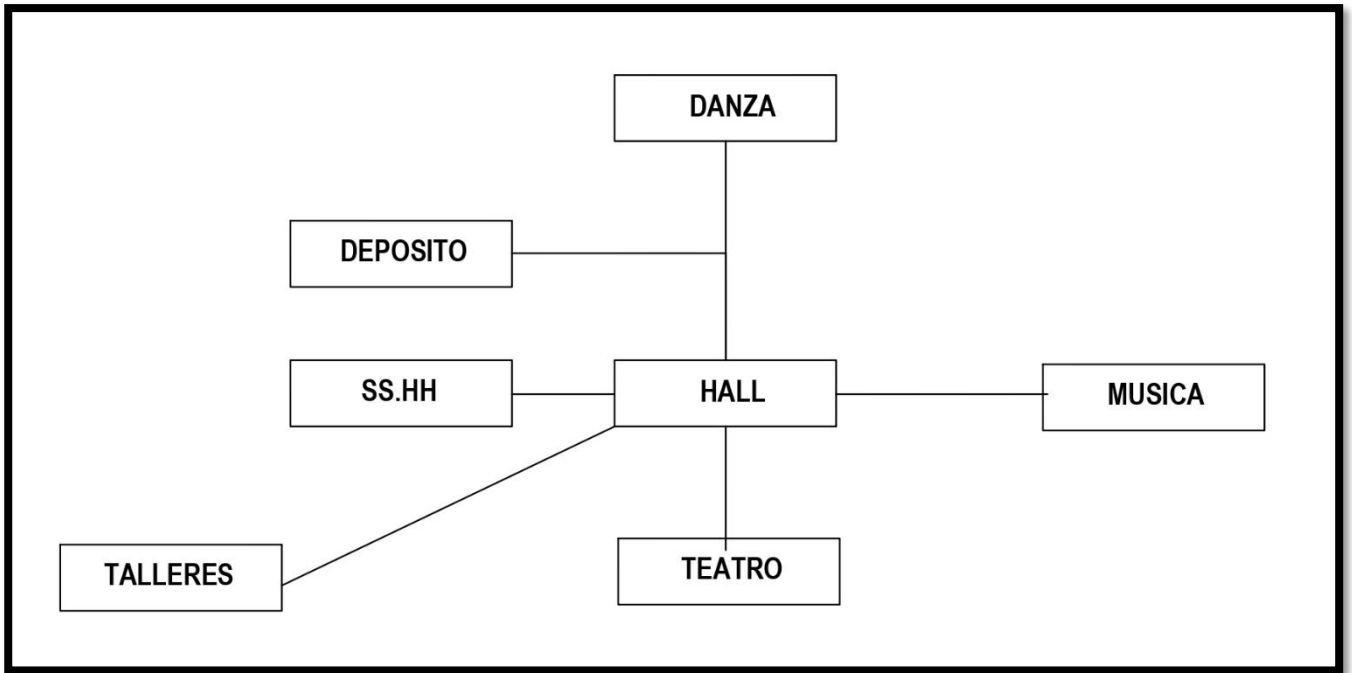 DANZA
DEPOSITO
SS.HH
HALL
MUSICA
TALLERES
TEATRO